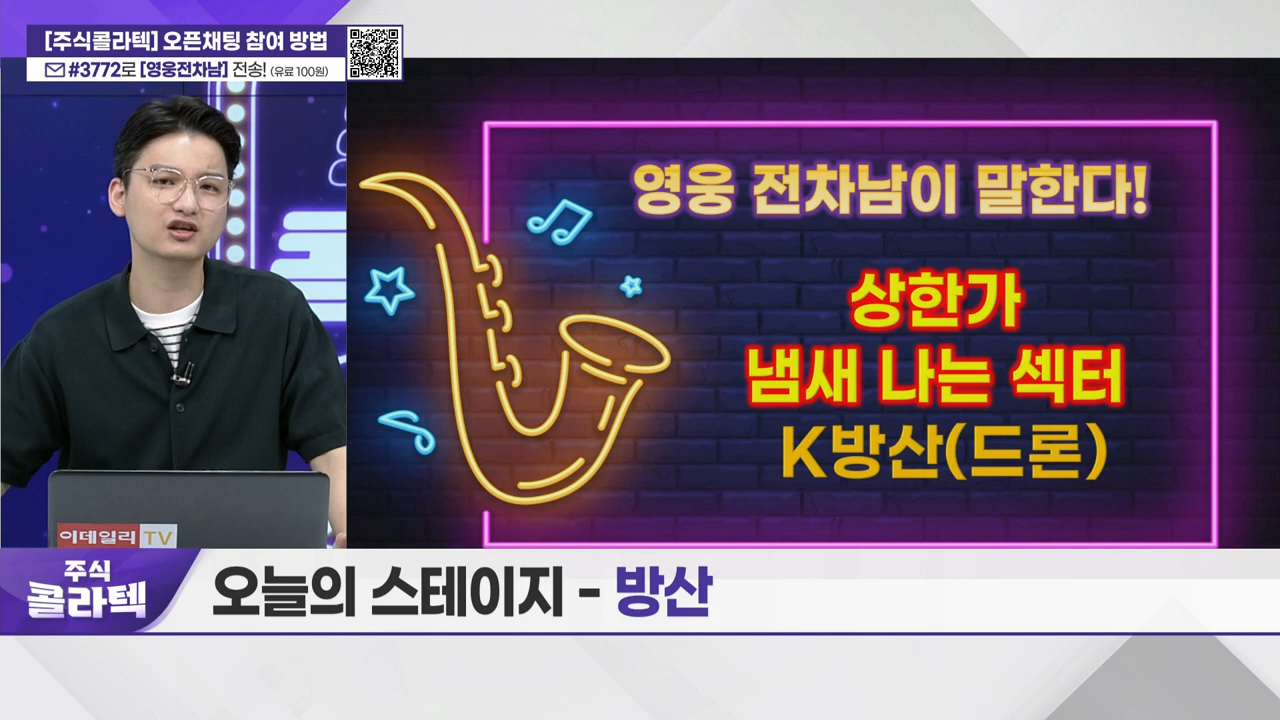 [주식콜라텍] 오픈채팅 참여 방법
#3772로 [영웅전차남] 전송! (유료 100원)
영웅 전차남이 말한다!
상한가
냄새 나는 섹터
K방산(드론)
이데일리TV
주식
콜라텍
오늘의 스테이지 - 방산